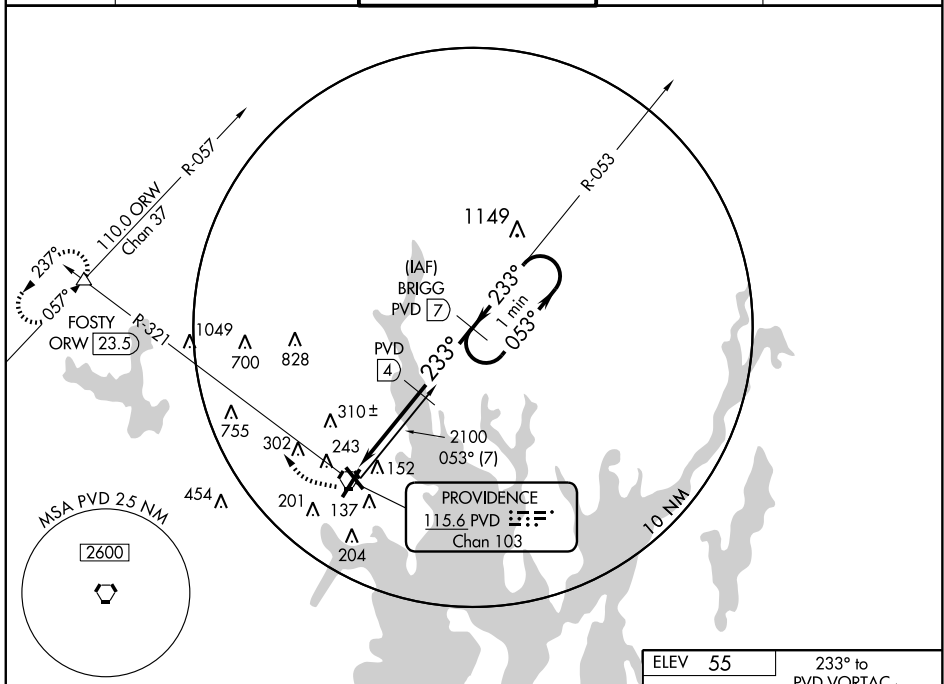 R-057
R-053
110.0 ORW
Chan 37
1149
237°
057°
(IAF)
BRIGG
PVD 7
233°
1 min
053°
FOSTY
ORW 23.5
R-321
1049
700
828
PVD
4
233°
755
310 ±
302
243
152
2100
053° (7)
454
201
137
204
PROVIDENCE
115.6 PVD
Chan 103
10 NM
MSA PVD 25 NM
2600
ELEV 55
233° to
PVD VORTAC